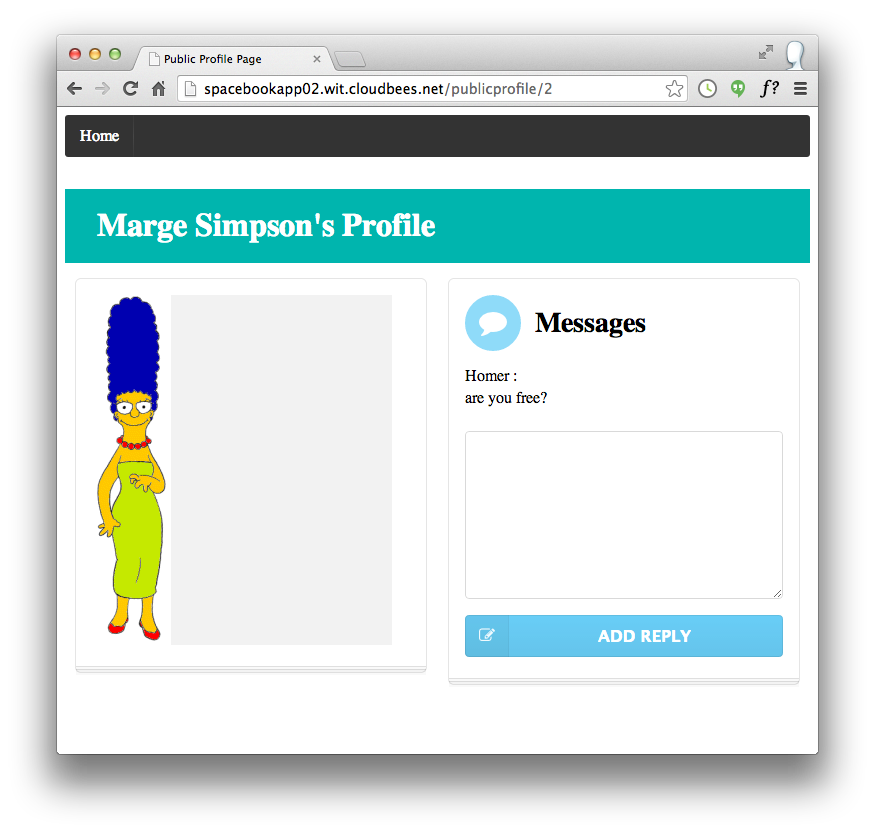 Public Profile Page
spacebookapp02.wit.cloudbees.net/publicprofile/2
f?
Home
Marge Simpson's Profile
Messages
Homer :
are you free?
ADD REPLY